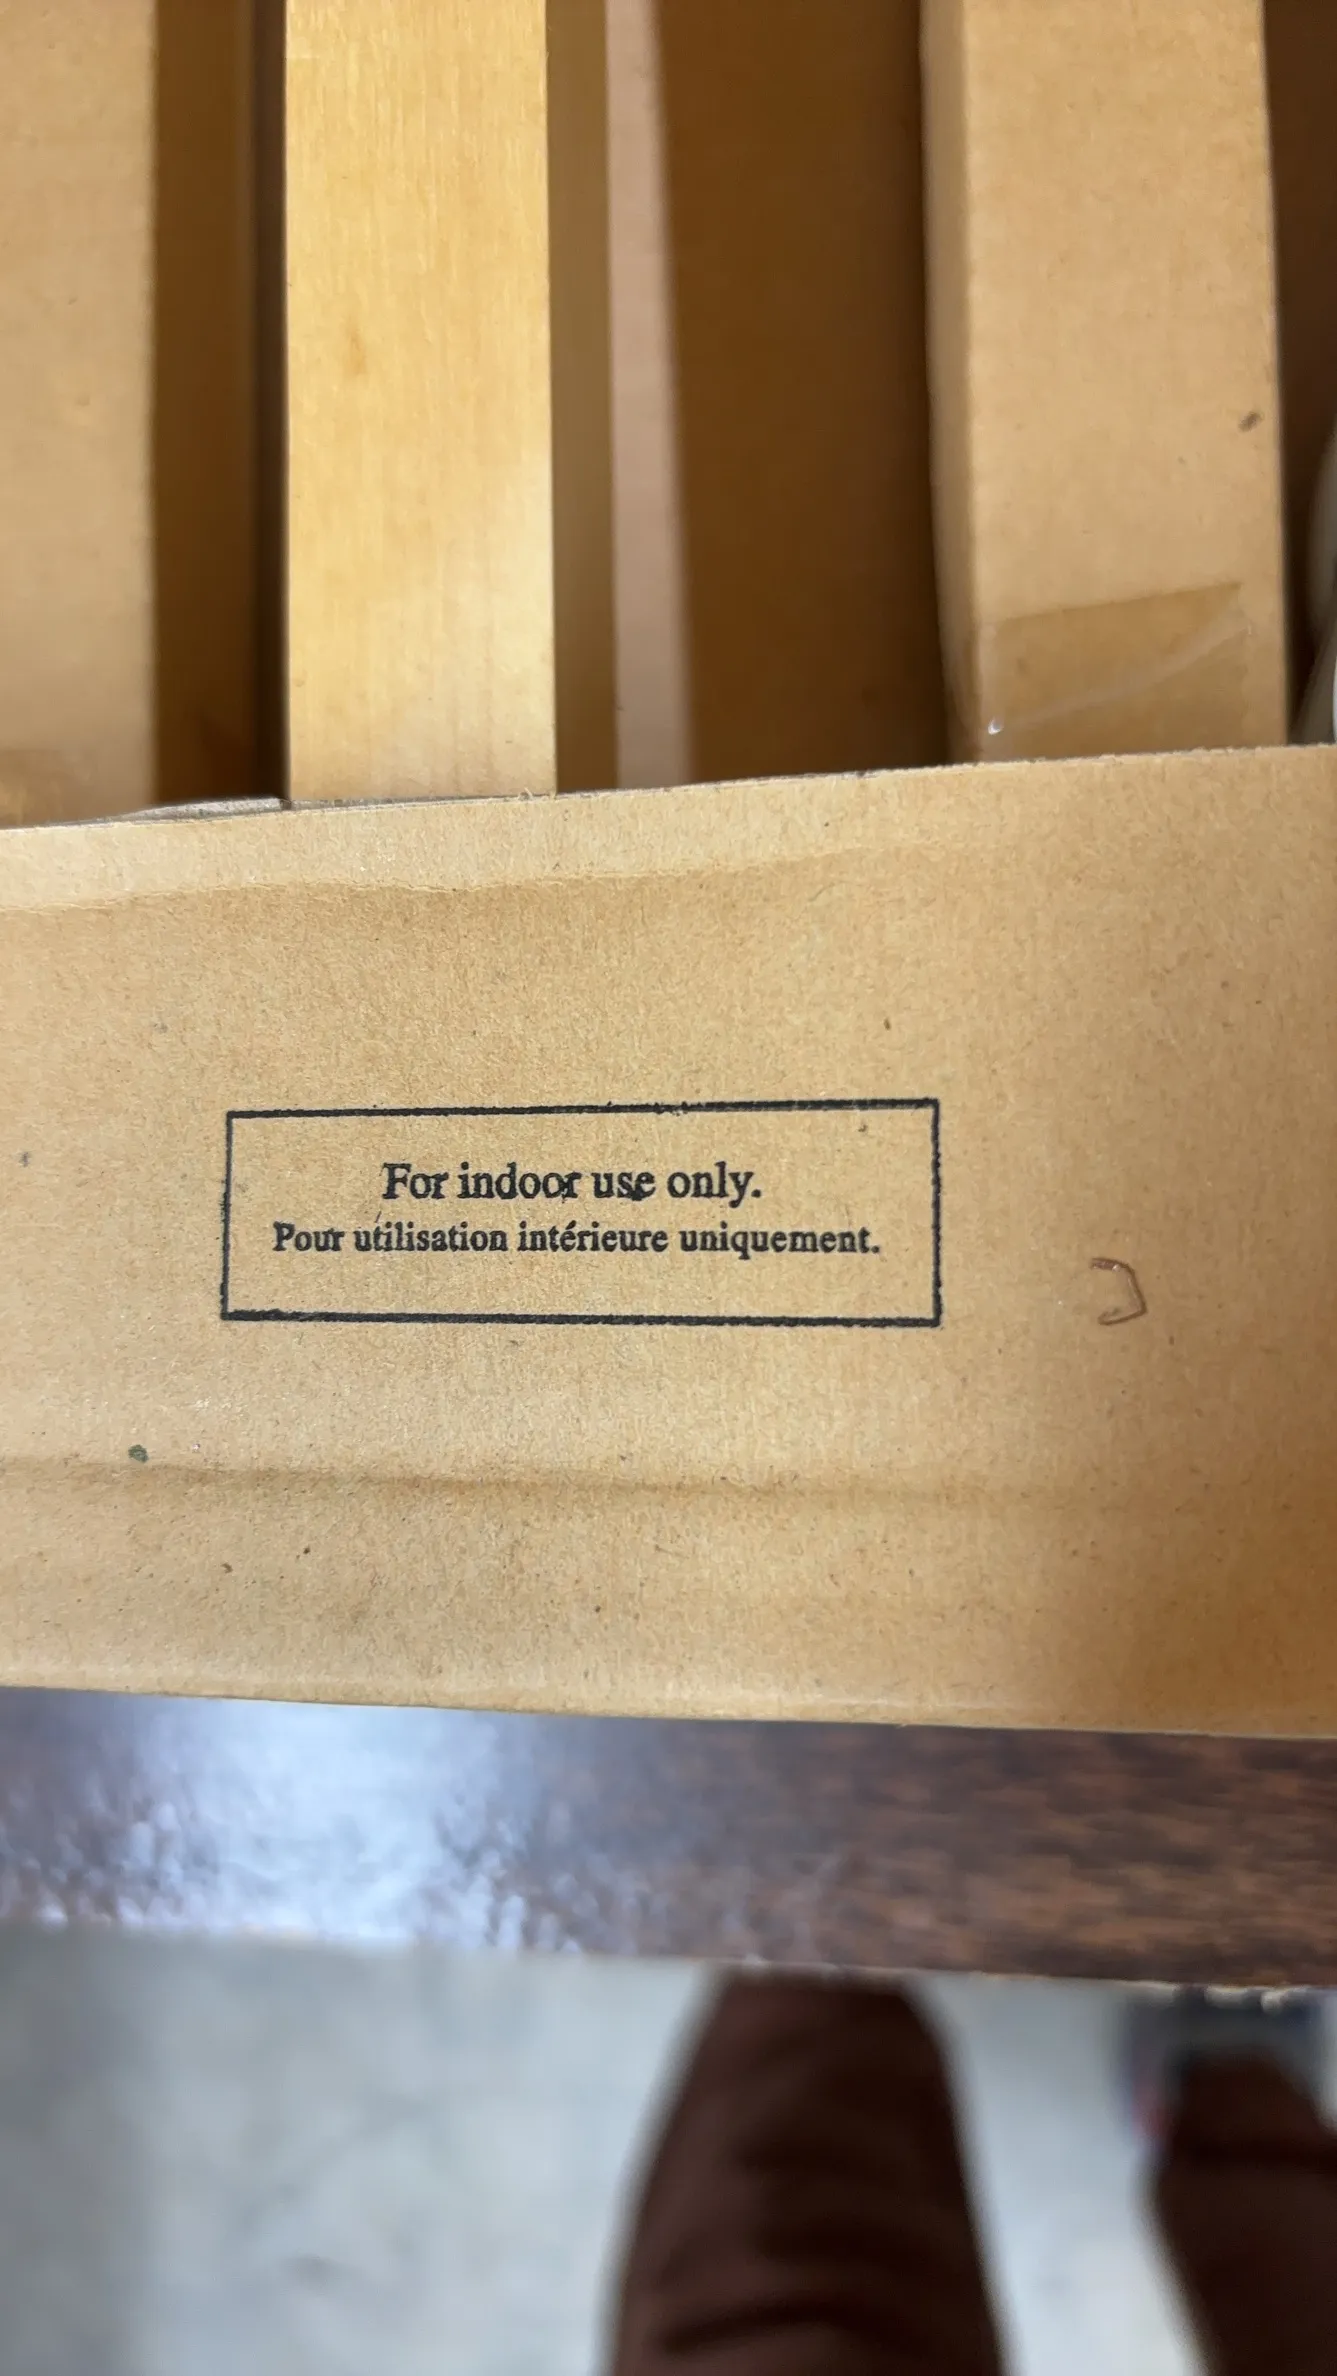 For indoor use only.
Pour utilisation intérieure uniquement.